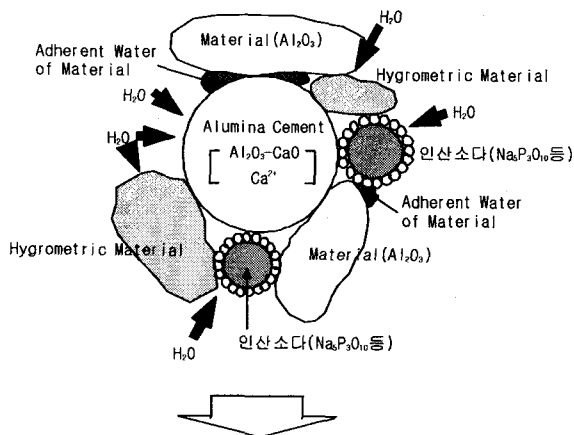 H₂O
Material(Al₂O₃)
Adherent Water
of Material
Hygrometric Material
H₂O
H₂O
Alumina Cement
Al₂O₃-CaO
Ca²⁺
H₂O
인산소다(Na₅P₃O₁₀등)
Adherent Water
of Material
Hygrometric Material
Material(Al₂O₃)
H₂O
인산소다(Na₅P₃O₁₀등)